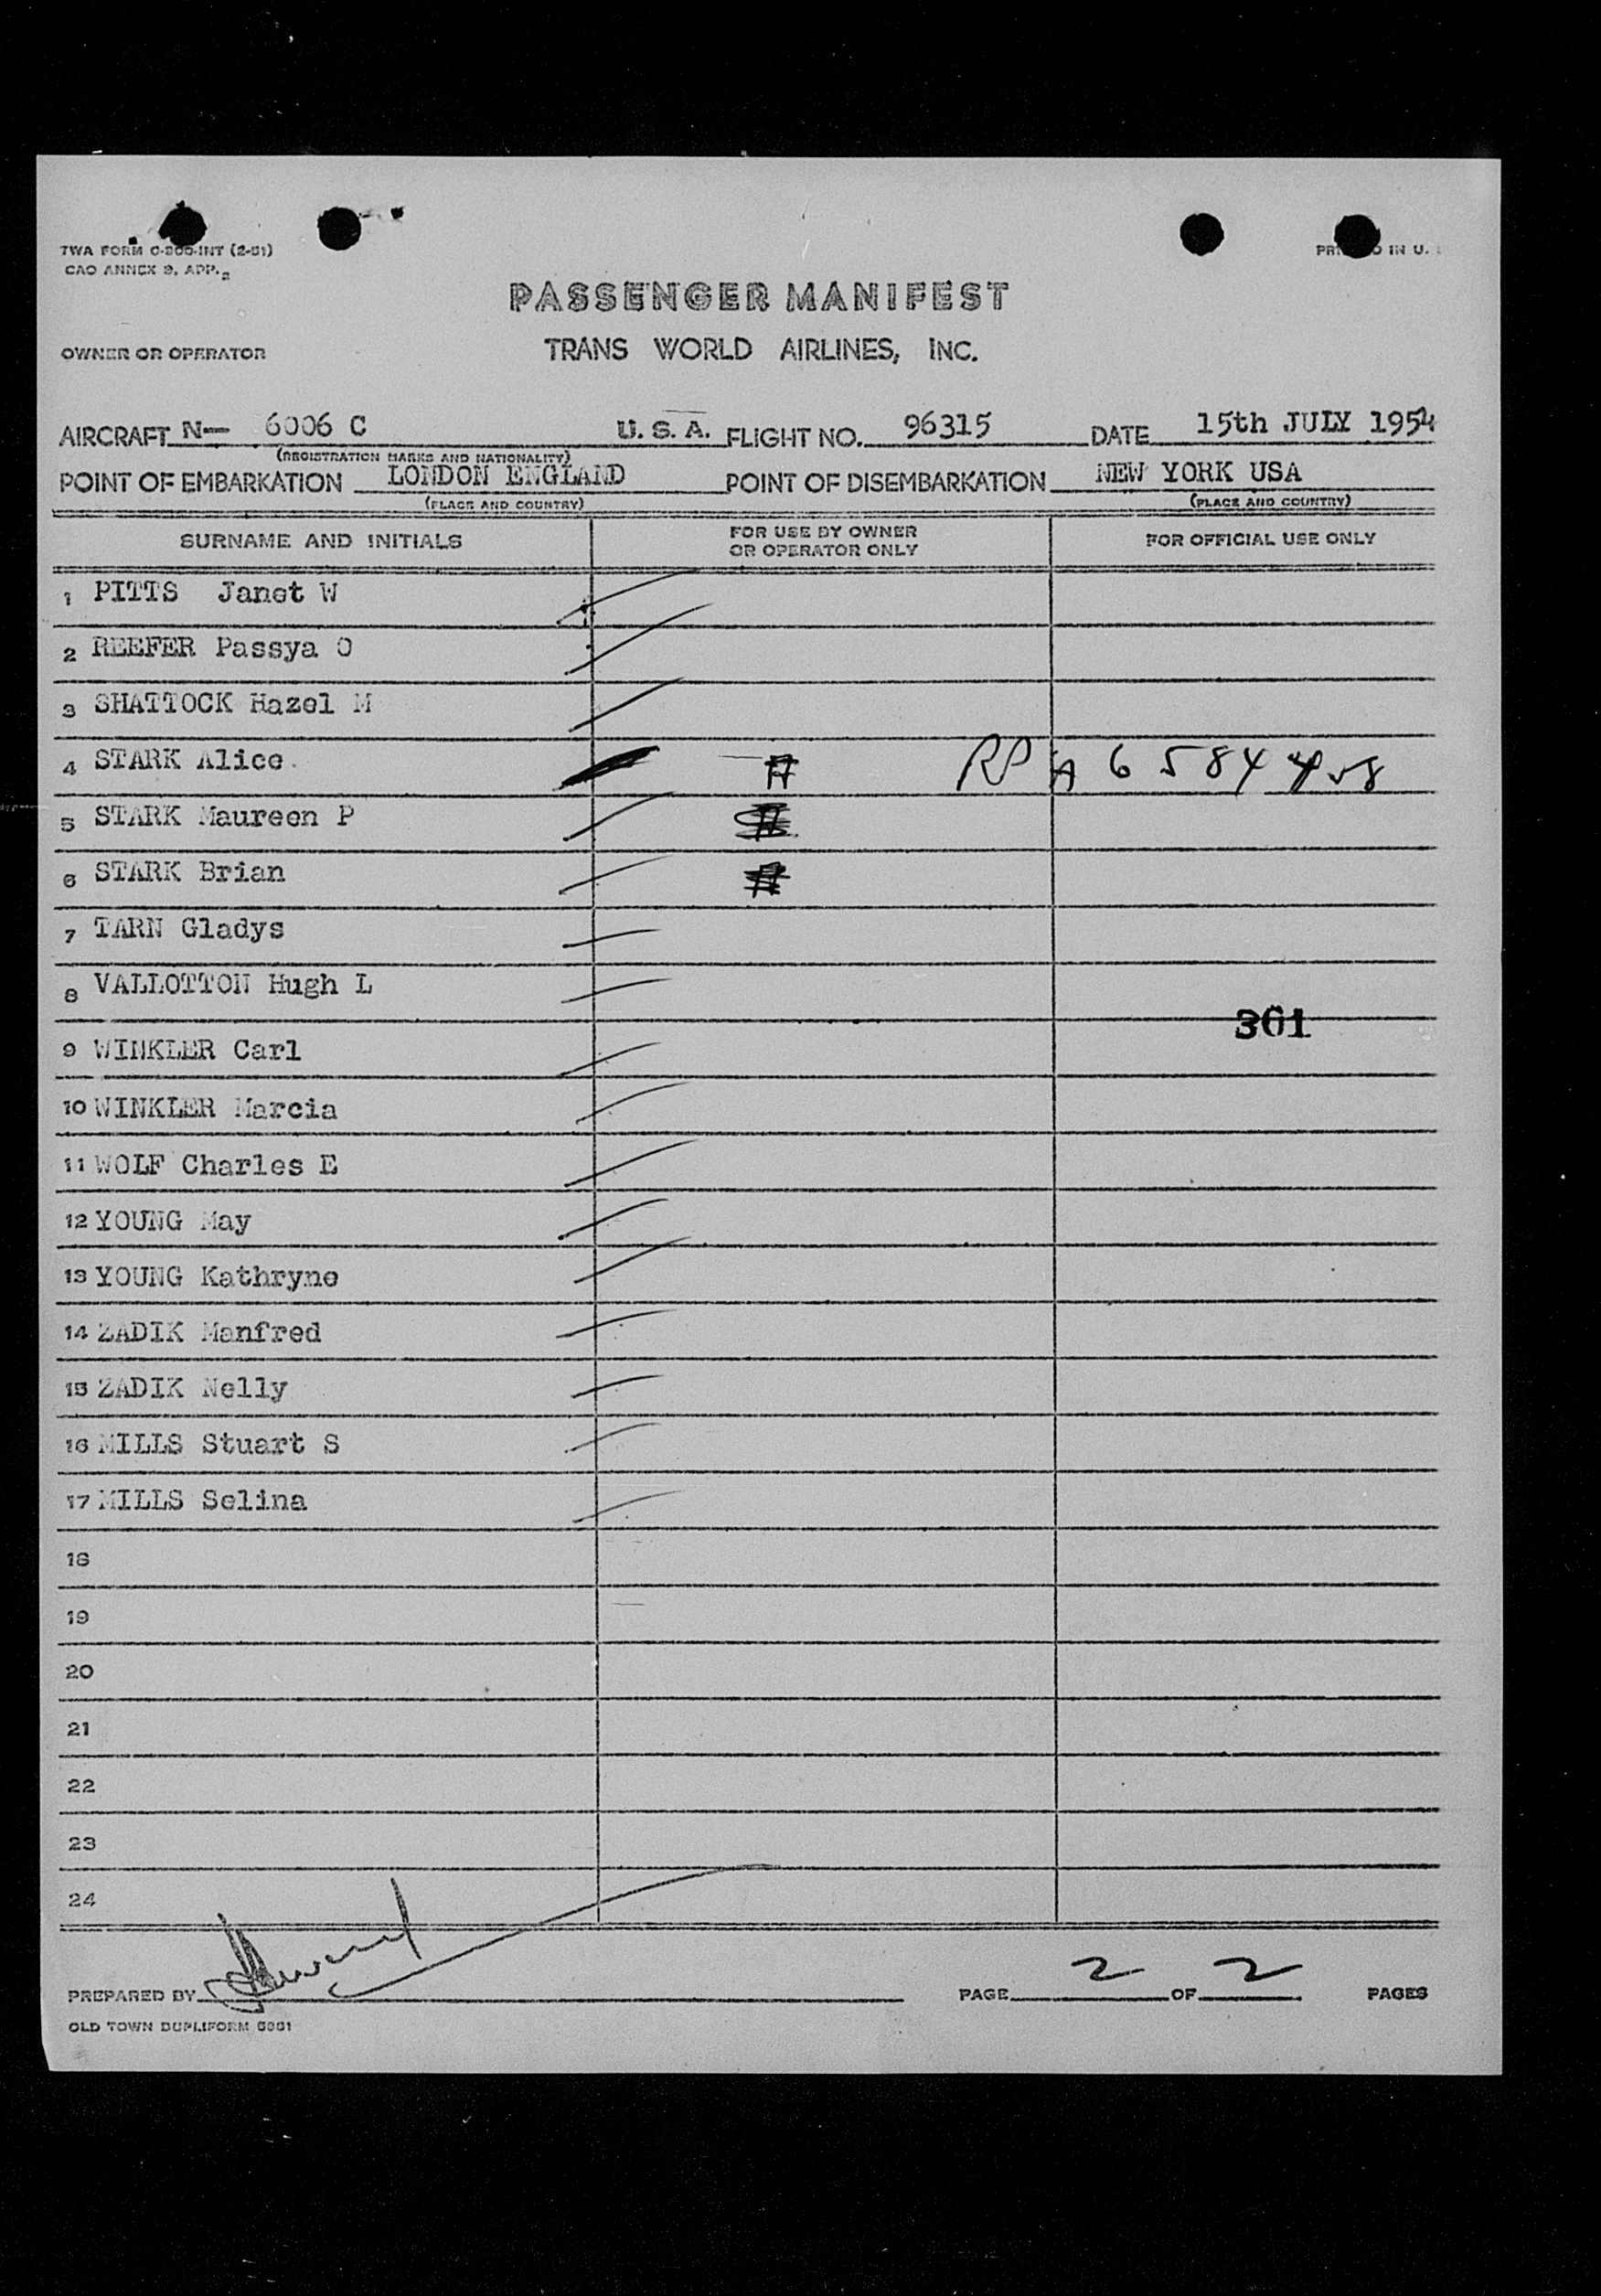 TWA FORM C-200-INT (2-51)
CAO ANNEX 9, APP. 2
IN U.
PASSENGER MANIFEST
OWNER OR OPERATOR TRANS WORLD AIRLINES, INC.
AIRCRAFT N- 6006 C U. S. A. FLIGHT NO. 96315 DATE 15th JULY 1954
(REGISTRATION MARKS AND NATIONALITY)
POINT OF EMBARKATION LONDON ENGLAND POINT OF DISEMBARKATION NEW YORK USA
(PLACE AND COUNTRY) (PLACE AND COUNTRY)
SURNAME AND INITIALS FOR USE BY OWNER OR OPERATOR ONLY FOR OFFICIAL USE ONLY
1 PITTS Janet W
2 REEFER Passya O
3 SHATTOCK Hazel M
4 STARK Alice RP A 6 584 458
5 STARK Maureen P
6 STARK Brian
7 TARN Gladys
8 VALLOTTON Hugh L
361
9 WINKLER Carl
10 WINKLER Marcia
11 WOLF Charles E
12 YOUNG May
13 YOUNG Kathryne
14 ZADIK Manfred
15 ZADIK Nelly
16 MILLS Stuart S
17 MILLS Selina
18
19
20
21
22
23
24
PREPARED BY PAGE 2 OF 2 PAGES
OLD TOWN DUPLIFORM